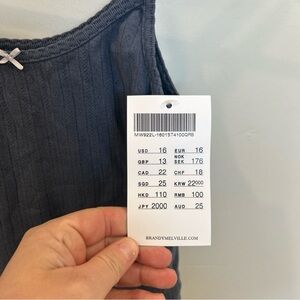 MW922L-1601ST4100GRB
USD 16 EUR 16
GBP 13 NOK SEK 176
CAD 22 CHF 18
SGD 25 KRW 22000
HKD 110 RMB 100
JPY 2000 AUD 25
BRANDYMELVILLE.COM